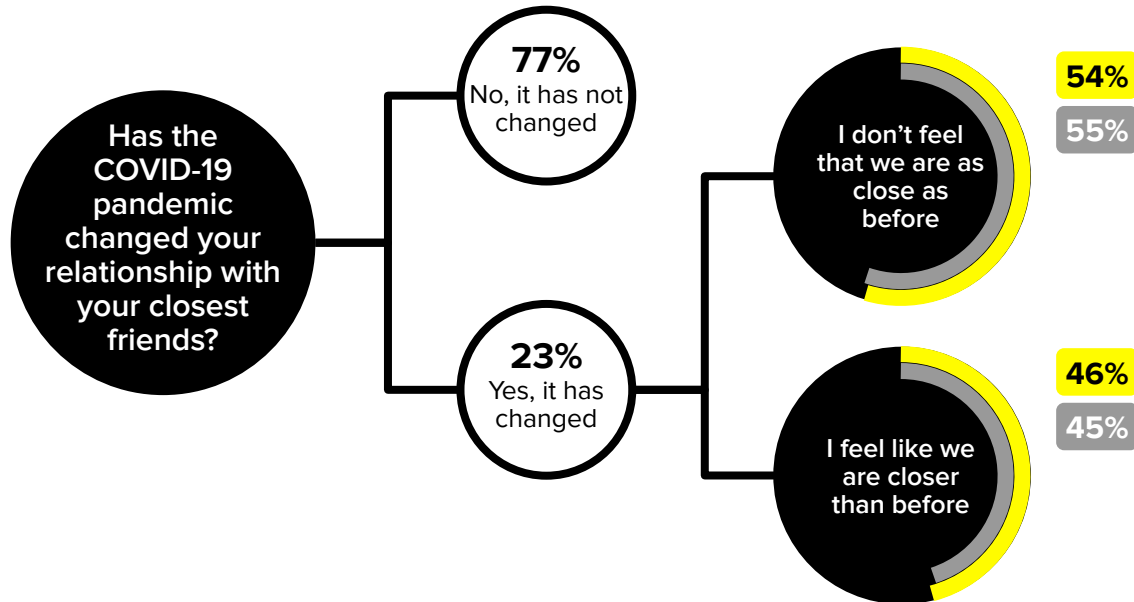 Has the
COVID-19
pandemic
changed your
relationship with
your closest
friends?
77%
No, it has not
changed
23%
Yes, it has
changed
I don’t feel
that we are as
close as
before
54%
55%
I feel like we
are closer
than before
46%
45%